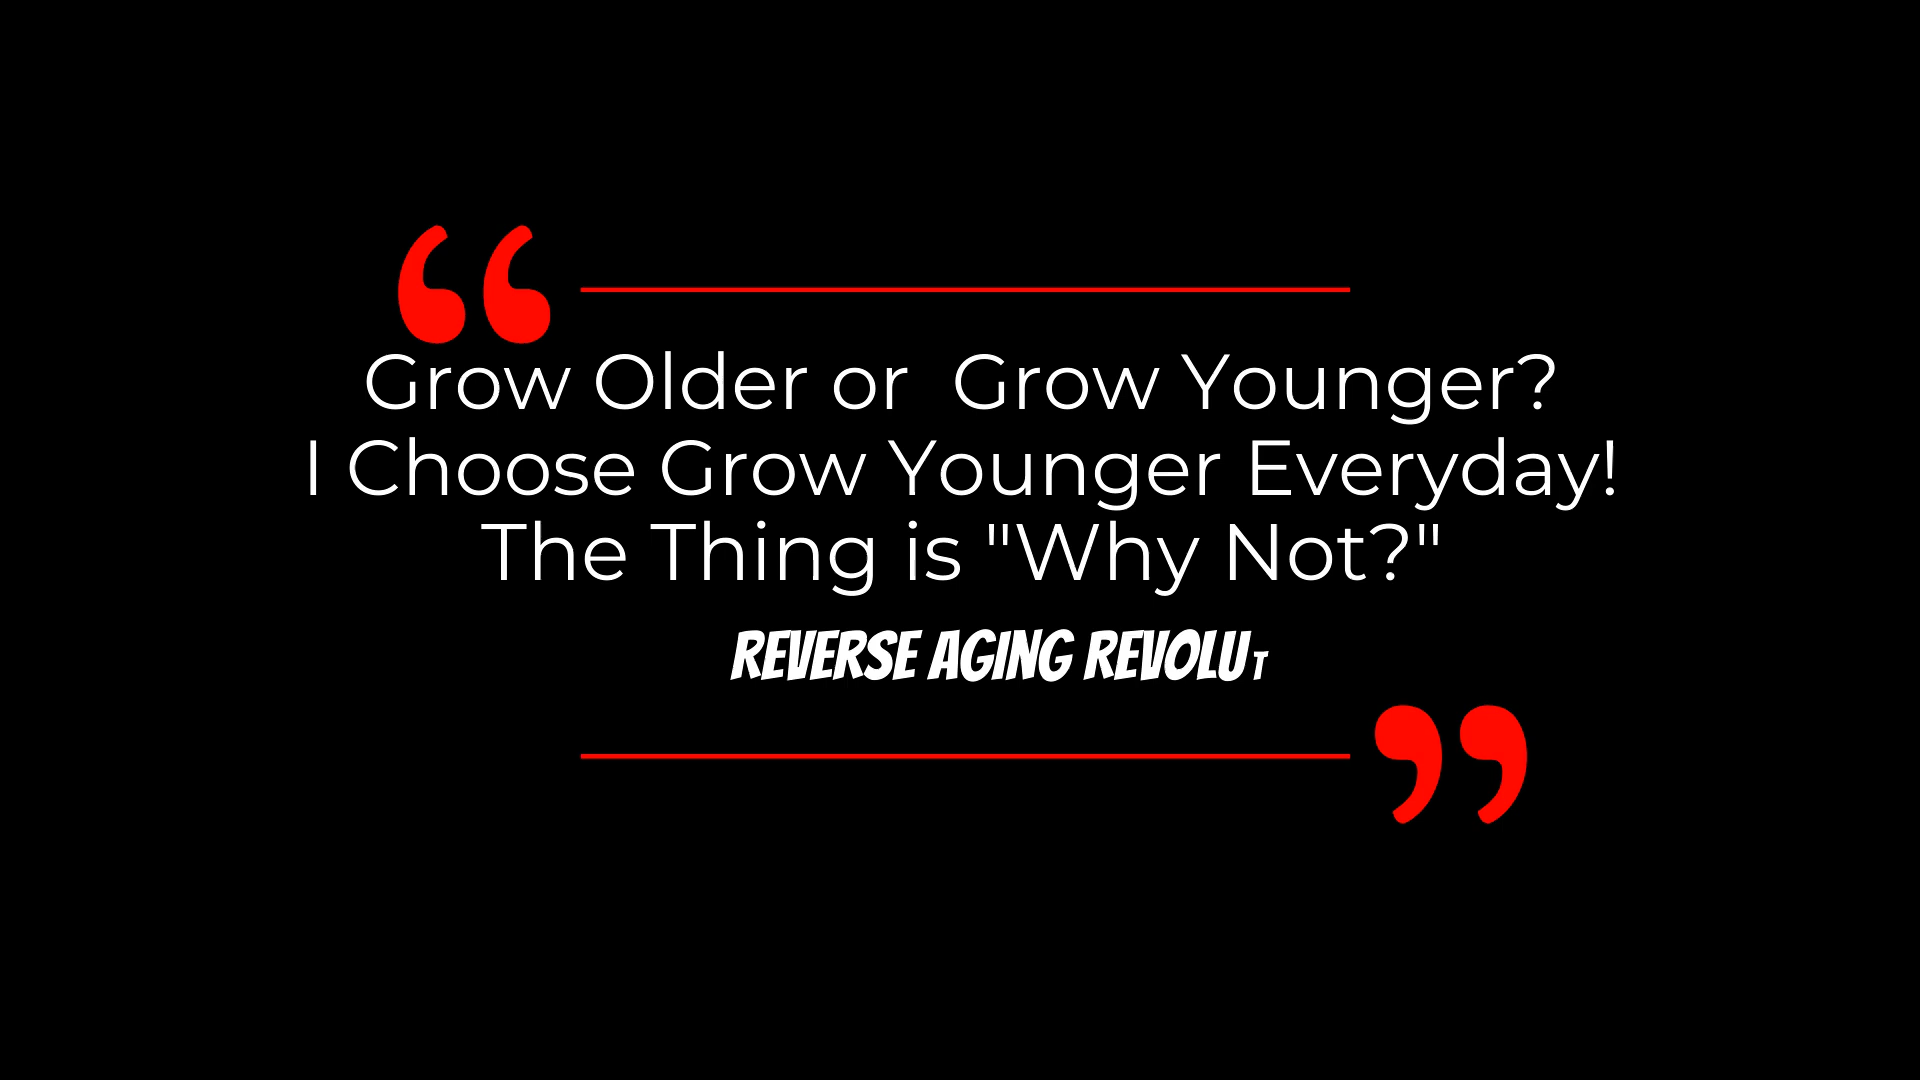 Grow Older or  Grow Younger?
I Choose Grow Younger Everyday!
The Thing is "Why Not?"
REVERSE AGING REVOLUT